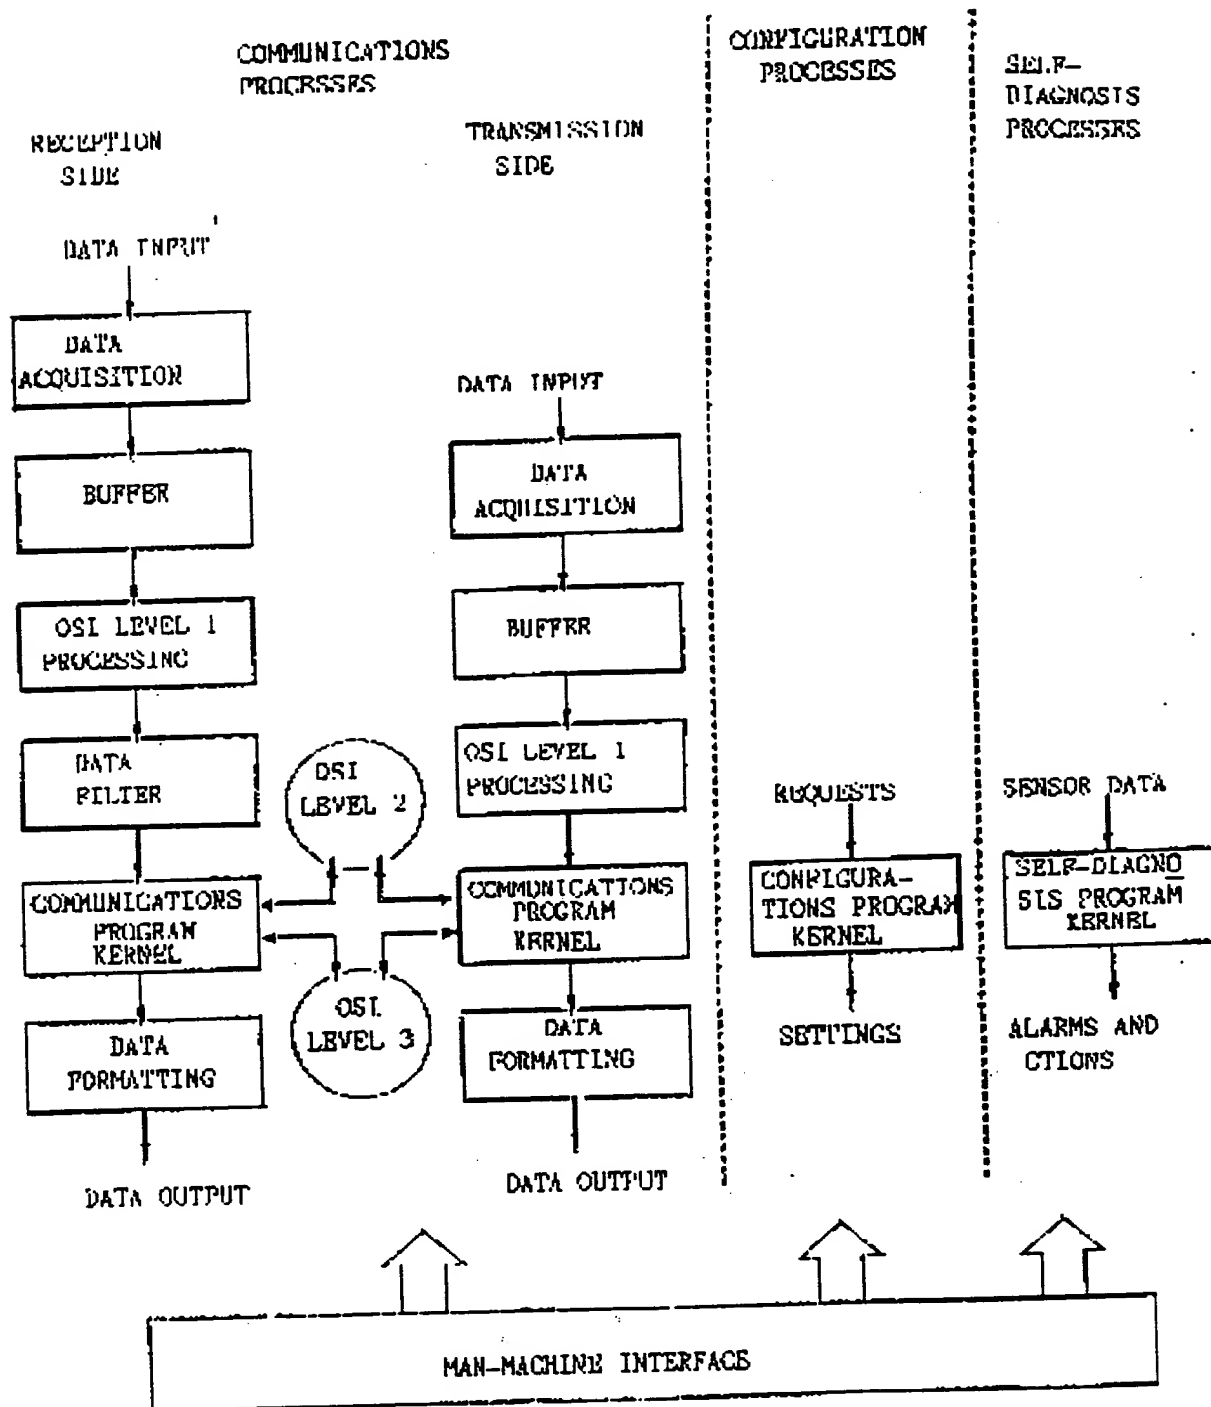 COMMUNICATIONS
PROCESSES
RECEPTION
SIDE
TRANSMISSION
SIDE
CONFIGURATION
PROCESSES
SELF-
DIAGNOSIS
PROCESSES
DATA INPUT
DATA
ACQUISITION
BUFFER
OSI LEVEL 1
PROCESSING
DATA
FILTER
COMMUNICATIONS
PROGRAM
KERNEL
DATA
FORMATTING
DATA OUTPUT
OSI
LEVEL 2
OSI
LEVEL 3
DATA INPUT
DATA
ACQUISITION
BUFFER
OSI LEVEL 1
PROCESSING
COMMUNICATIONS
PROGRAM
KERNEL
DATA
FORMATTING
DATA OUTPUT
REQUESTS
CONFIGURA-
TIONS PROGRAM
KERNEL
SETTINGS
SENSOR DATA
SELF-DIAGNO
SIS PROGRAM
KERNEL
ALARMS AND
CTIONS
MAN-MACHINE INTERFACE